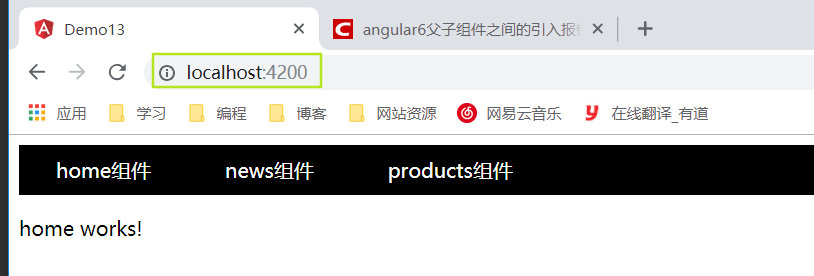 Demo13
angular6父子组件之间的引入报
localhost:4200
应用 学习 编程 博客 网站资源 网易云音乐 在线翻译_有道
home组件 news组件 products组件
home works!